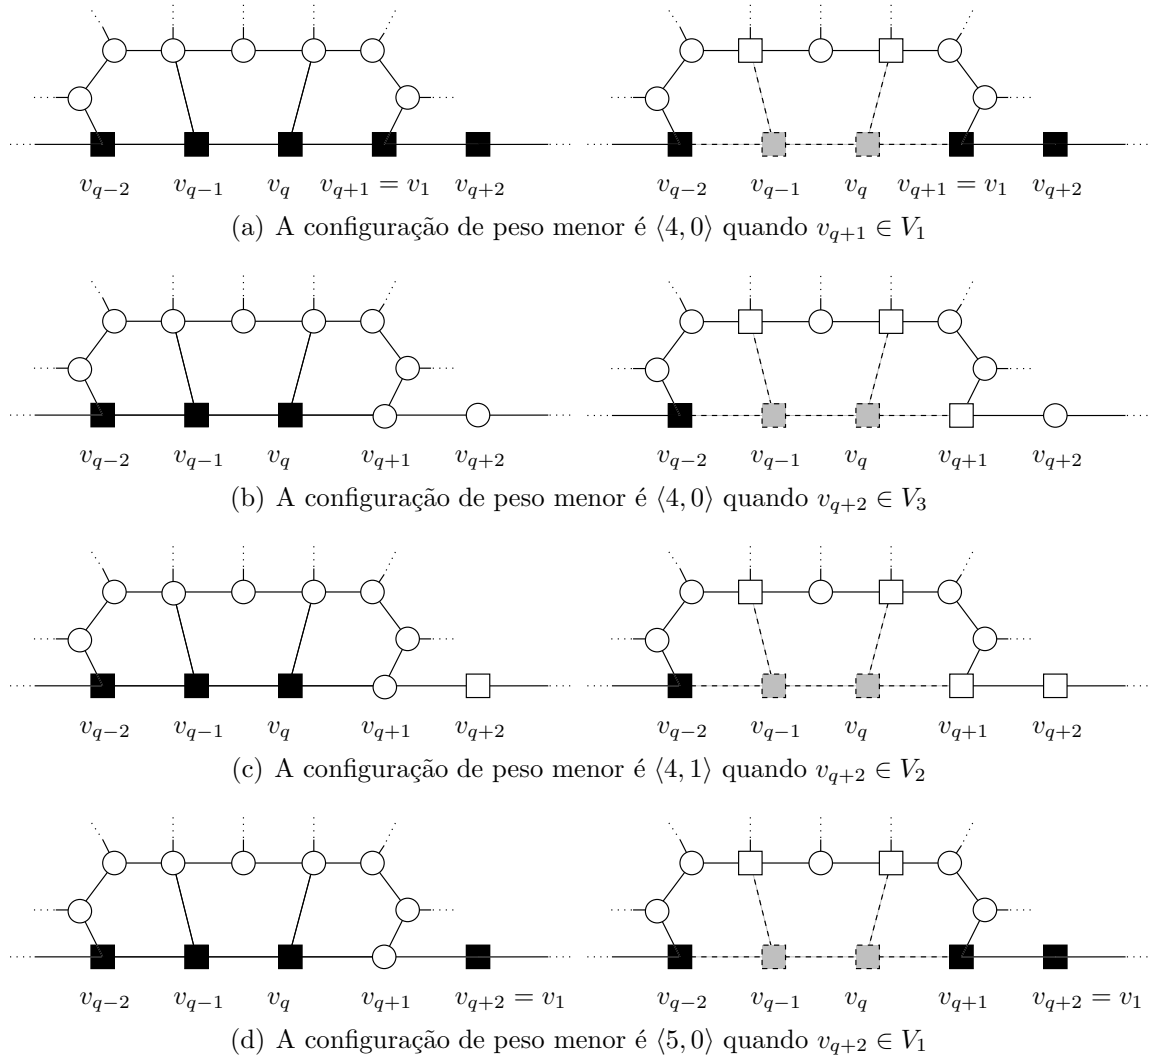 v_{q−2} v_{q−1} v_q v_{q+1} = v_1 v_{q+2} v_{q−2} v_{q−1} v_q v_{q+1} = v_1 v_{q+2}
(a) A configuração de peso menor é ⟨4, 0⟩ quando v_{q+1} ∈ V_1
v_{q−2} v_{q−1} v_q v_{q+1} v_{q+2} v_{q−2} v_{q−1} v_q v_{q+1} v_{q+2}
(b) A configuração de peso menor é ⟨4, 0⟩ quando v_{q+2} ∈ V_3
v_{q−2} v_{q−1} v_q v_{q+1} v_{q+2} v_{q−2} v_{q−1} v_q v_{q+1} v_{q+2}
(c) A configuração de peso menor é ⟨4, 1⟩ quando v_{q+2} ∈ V_2
v_{q−2} v_{q−1} v_q v_{q+1} v_{q+2} = v_1 v_{q−2} v_{q−1} v_q v_{q+1} v_{q+2} = v_1
(d) A configuração de peso menor é ⟨5, 0⟩ quando v_{q+2} ∈ V_1